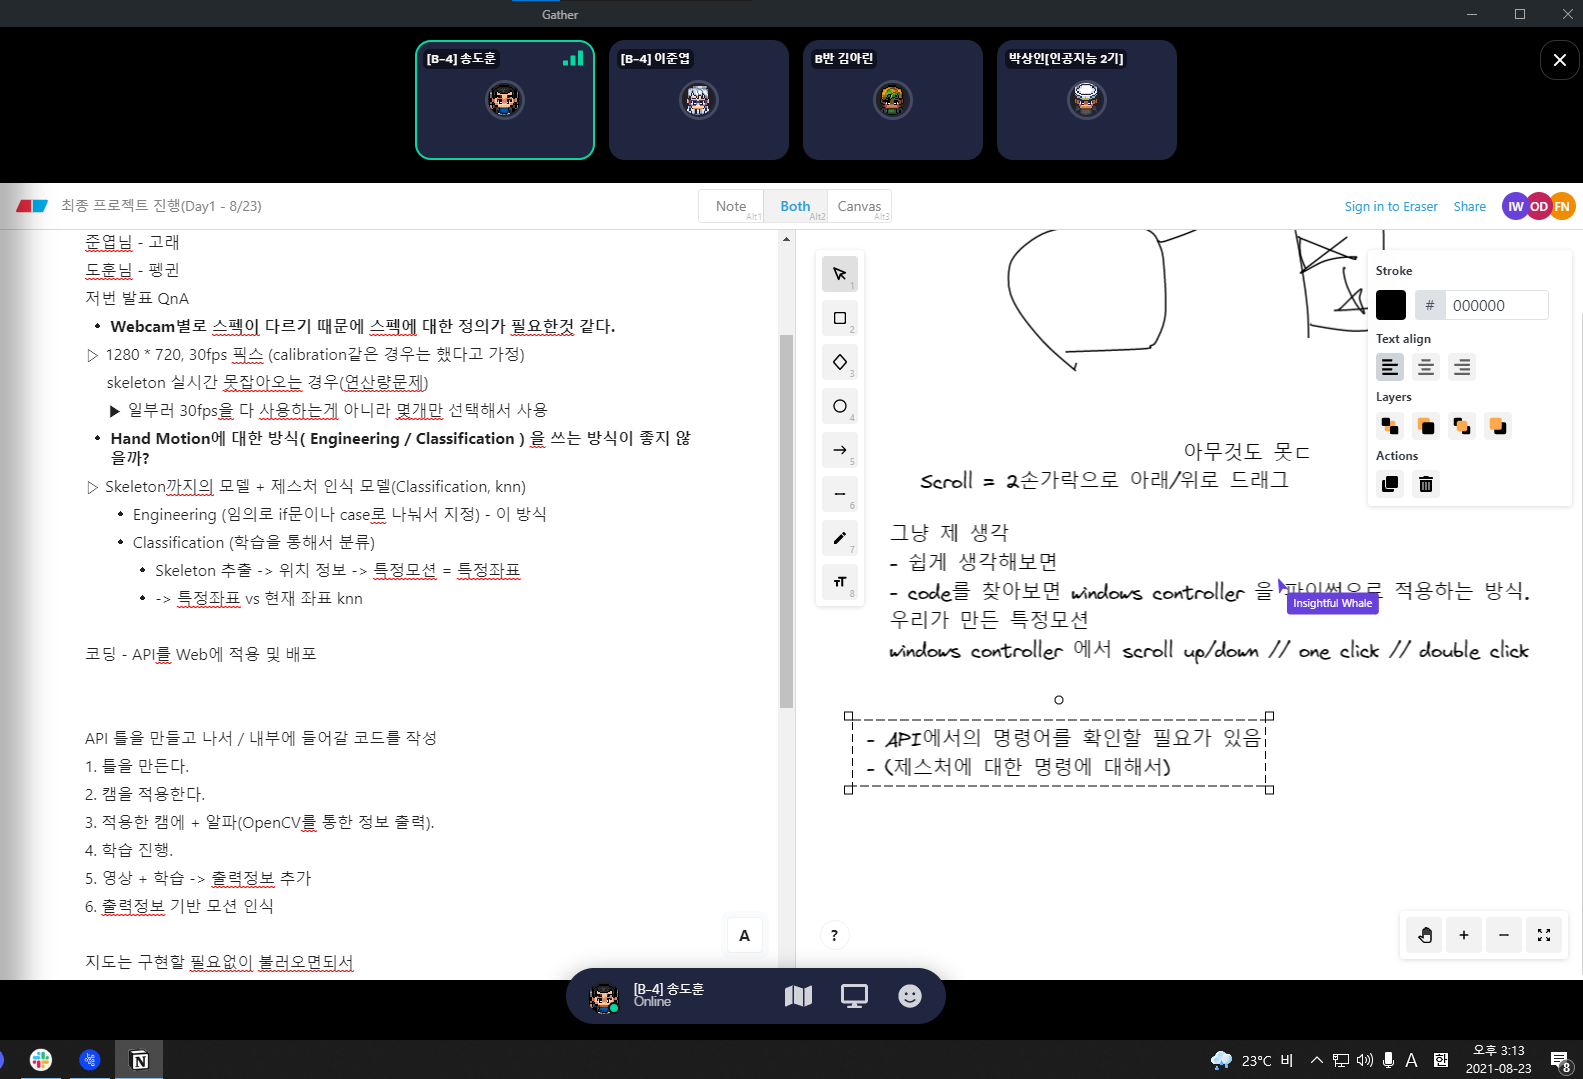 Gather
[B-4] 송도훈
[B-4] 이준엽
B반 김아린
박상인[인공지능 2기]
최종 프로젝트 진행(Day1 - 8/23)
Note
Alt1
Both
Alt2
Canvas
Alt3
Sign in to Eraser
Share
IW
OD
FN
준엽님 - 고래
도훈님 - 펭귄
저번 발표 QnA
• Webcam별로 스펙이 다르기 때문에 스펙에 대한 정의가 필요한것 같다.
▷ 1280 * 720, 30fps 픽스 (calibration같은 경우는 했다고 가정)
skeleton 실시간 못잡아오는 경우(연산량문제)
▶ 일부러 30fps을 다 사용하는게 아니라 몇개만 선택해서 사용
• Hand Motion에 대한 방식( Engineering / Classification ) 을 쓰는 방식이 좋지 않
을까?
▷ Skeleton까지의 모델 + 제스처 인식 모델(Classification, knn)
• Engineering (임의로 if문이나 case로 나눠서 지정) - 이 방식
• Classification (학습을 통해서 분류)
• Skeleton 추출 -> 위치 정보 -> 특정모션 = 특정좌표
• -> 특정좌표 vs 현재 좌표 knn
코딩 - API를 Web에 적용 및 배포
API 틀을 만들고 나서 / 내부에 들어갈 코드를 작성
1. 틀을 만든다.
2. 캠을 적용한다.
3. 적용한 캠에 + 알파(OpenCV를 통한 정보 출력).
4. 학습 진행.
5. 영상 + 학습 -> 출력정보 추가
6. 출력정보 기반 모션 인식
지도는 구현할 필요없이 불러오면되서
A
1
2
3
4
5
6
7
8
아무것도 못ㄷ
Scroll = 2손가락으로 아래/위로 드래그
그냥 제 생각
- 쉽게 생각해보면
- code를 찾아보면 windows controller 을 파이썬으로 적용하는 방식.
Insightful Whale
우리가 만든 특정모션
windows controller 에서 scroll up/down // one click // double click
- API에서의 명령어를 확인할 필요가 있음
- (제스처에 대한 명령에 대해서)
Stroke
# 000000
Text align
Layers
Actions
?
+
−
[B-4] 송도훈
Online
23°C 비
A
한
오후 3:13
2021-08-23
8